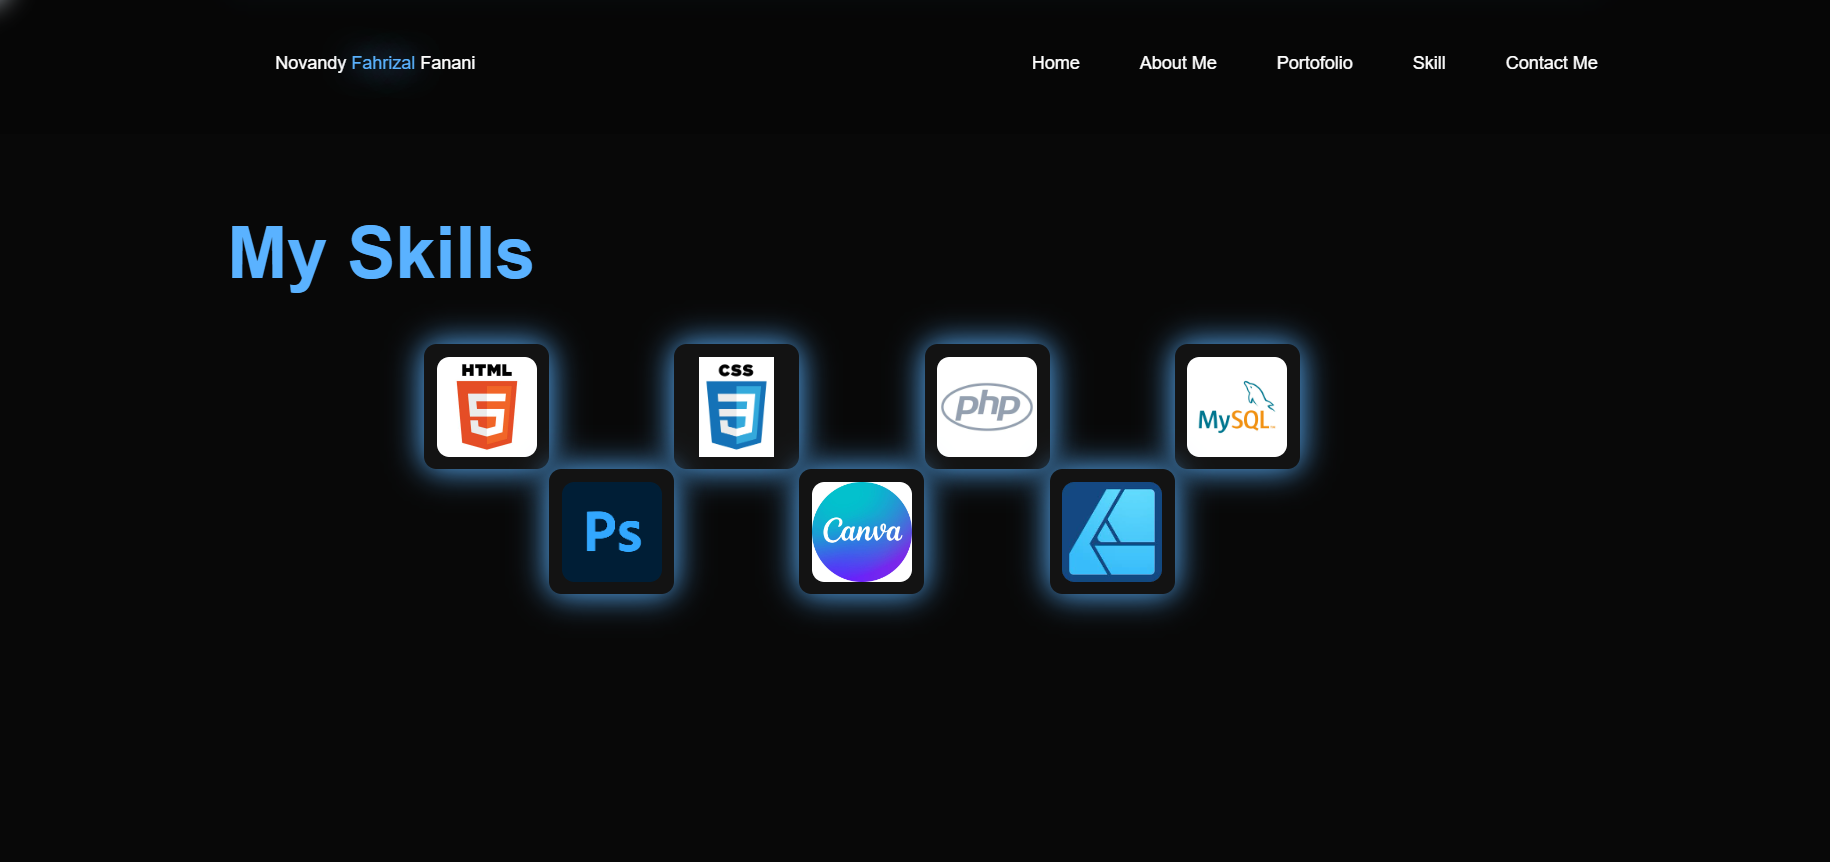 Novandy Fahrizal Fanani
Home About Me Portofolio Skill Contact Me
My Skills
HTML
5
CSS
3
php
MySQL
Ps
Canva